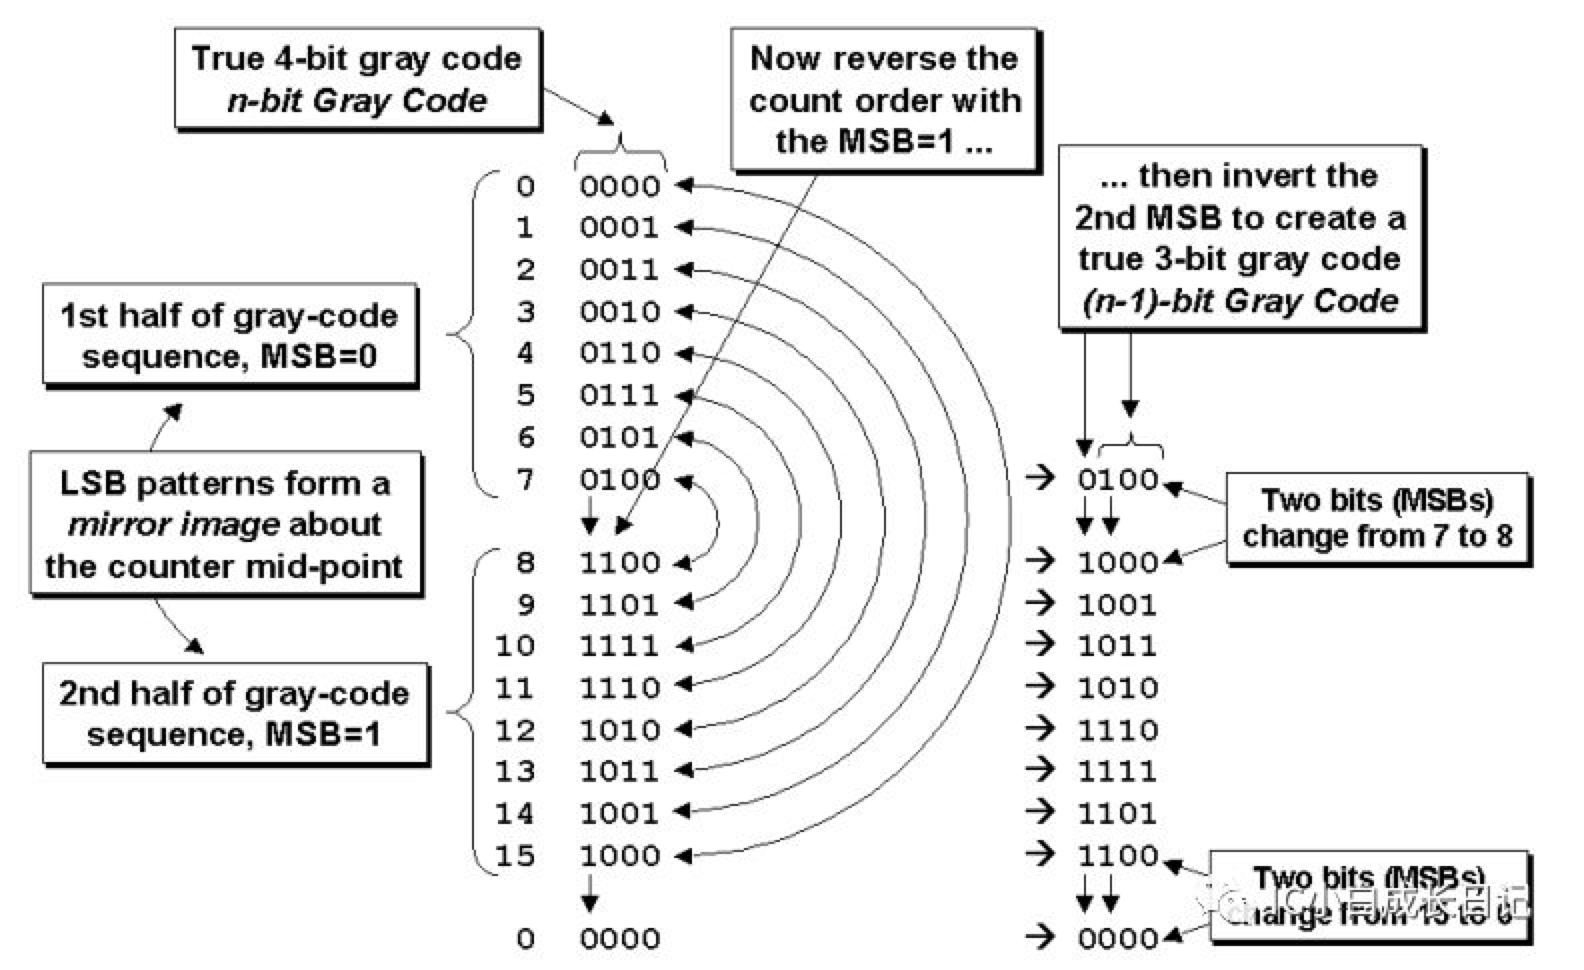 True 4-bit gray code
n-bit Gray Code
Now reverse the
count order with
the MSB=1 ...
... then invert the
2nd MSB to create a
true 3-bit gray code
(n-1)-bit Gray Code
1st half of gray-code
sequence, MSB=0
LSB patterns form a
mirror image about
the counter mid-point
2nd half of gray-code
sequence, MSB=1
0 0000
1 0001
2 0011
3 0010
4 0110
5 0111
6 0101
7 0100 → 0100
8 1100 → 1000
9 1101 → 1001
10 1111 → 1011
11 1110 → 1010
12 1010 → 1110
13 1011 → 1111
14 1001 → 1101
15 1000 → 1100
0 0000 → 0000
Two bits (MSBs)
change from 7 to 8
Two bits (MSBs)
change from 15 to 0
小白成长日记